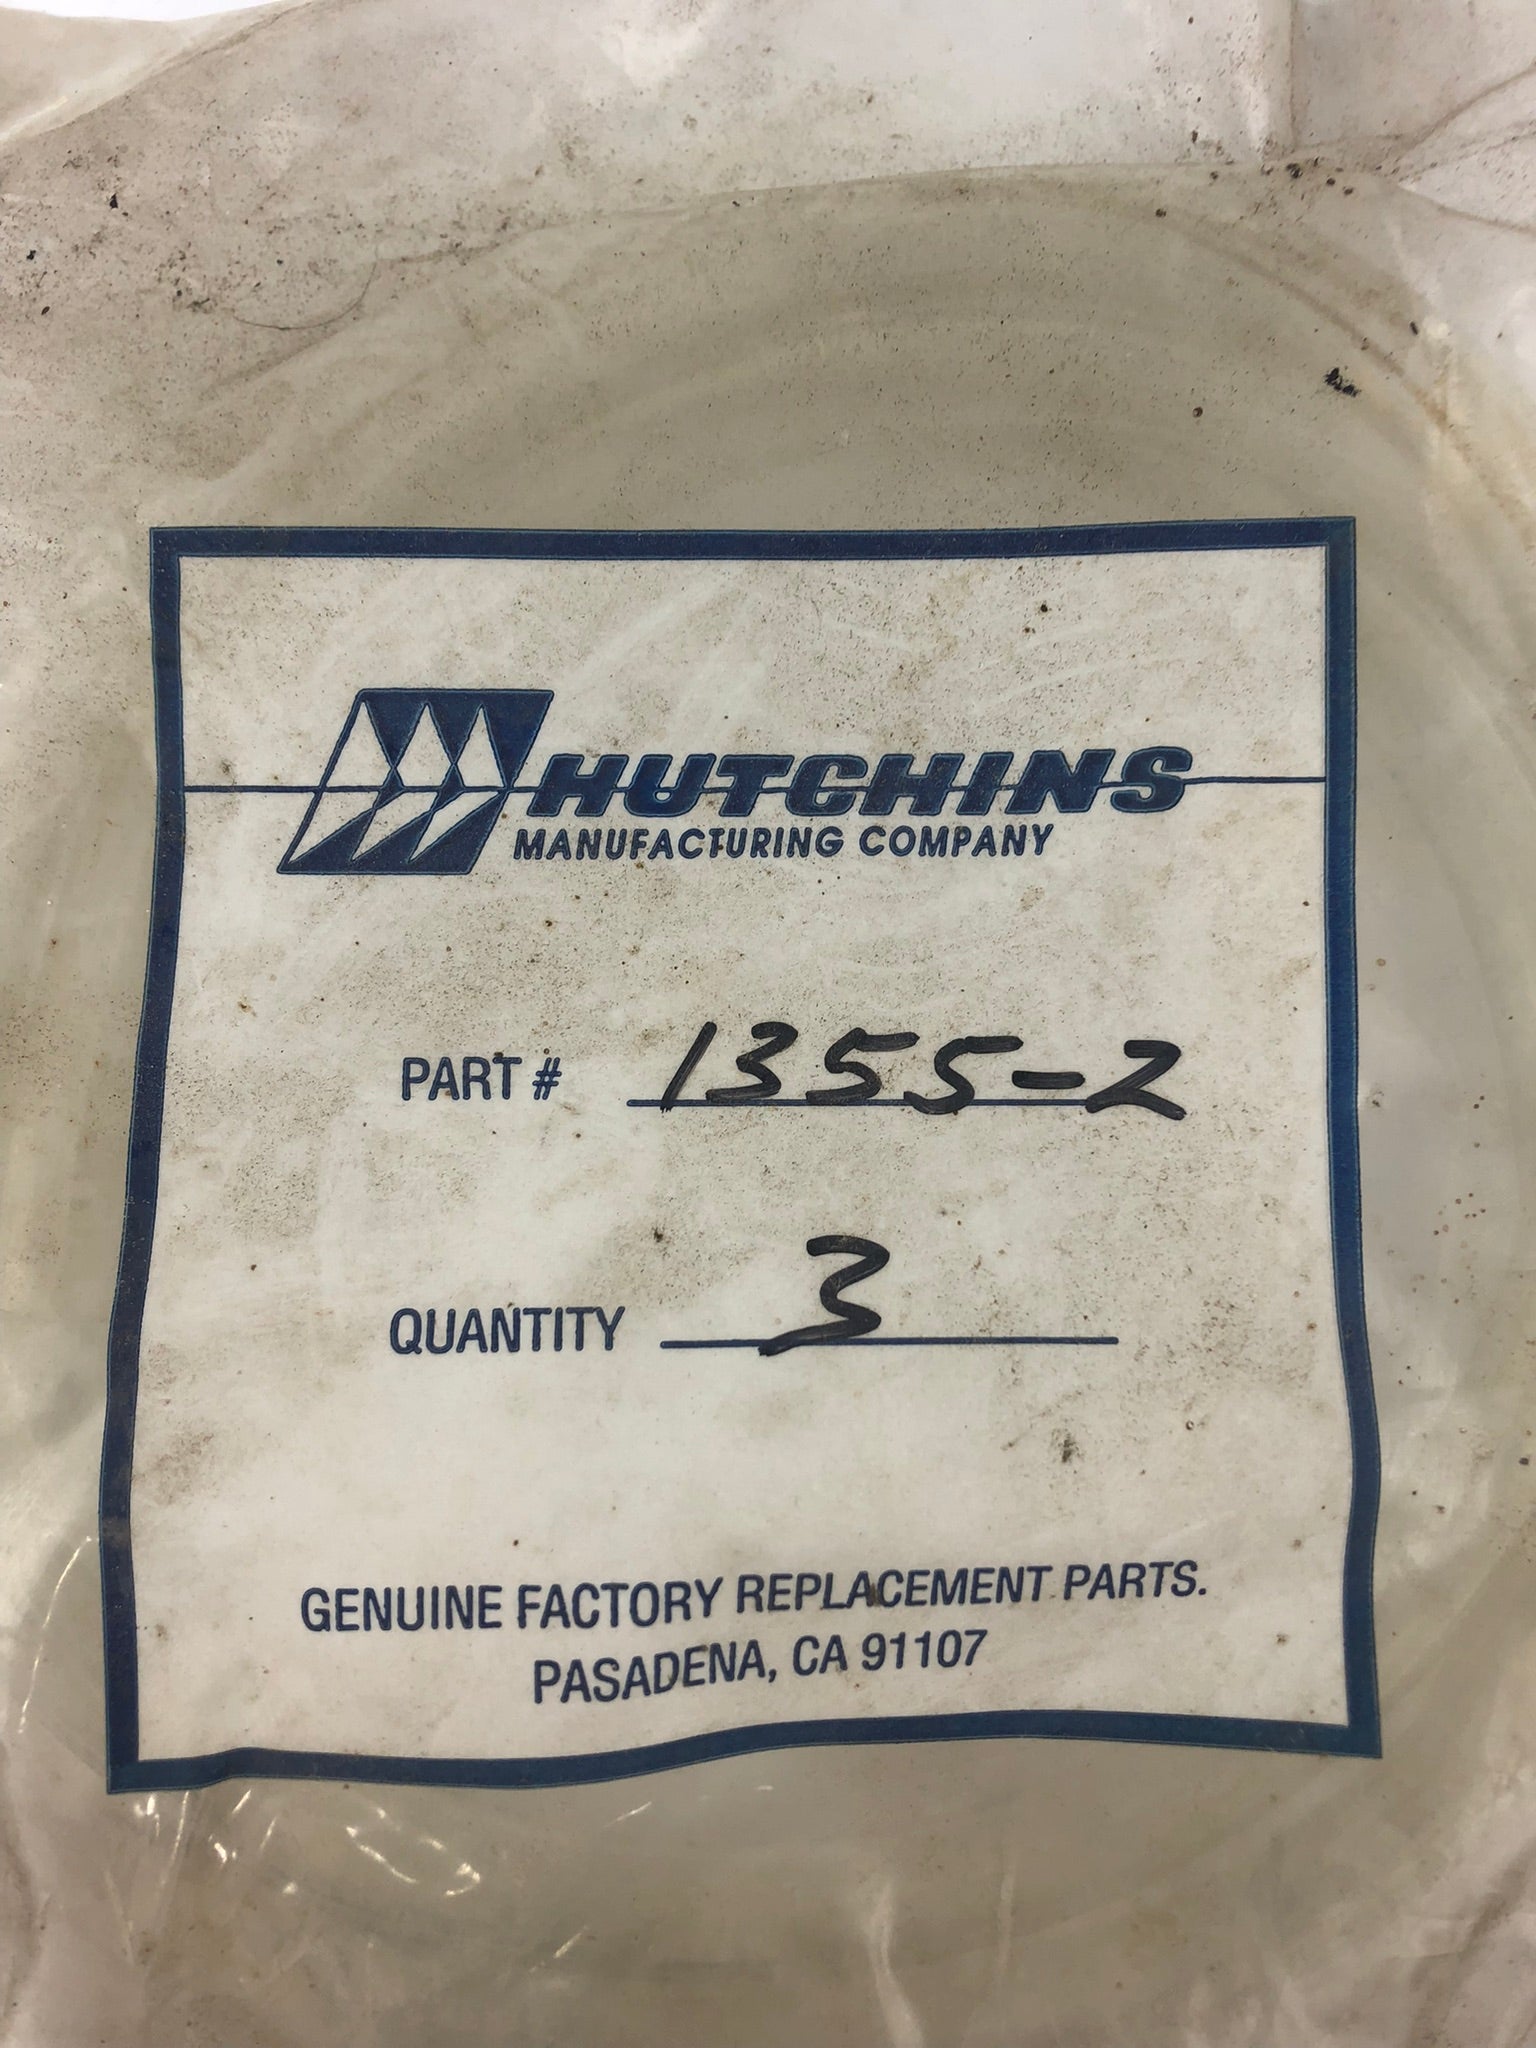 HUTCHINS
MANUFACTURING COMPANY
PART # 1355-2
QUANTITY 3
GENUINE FACTORY REPLACEMENT PARTS.
PASADENA, CA 91107